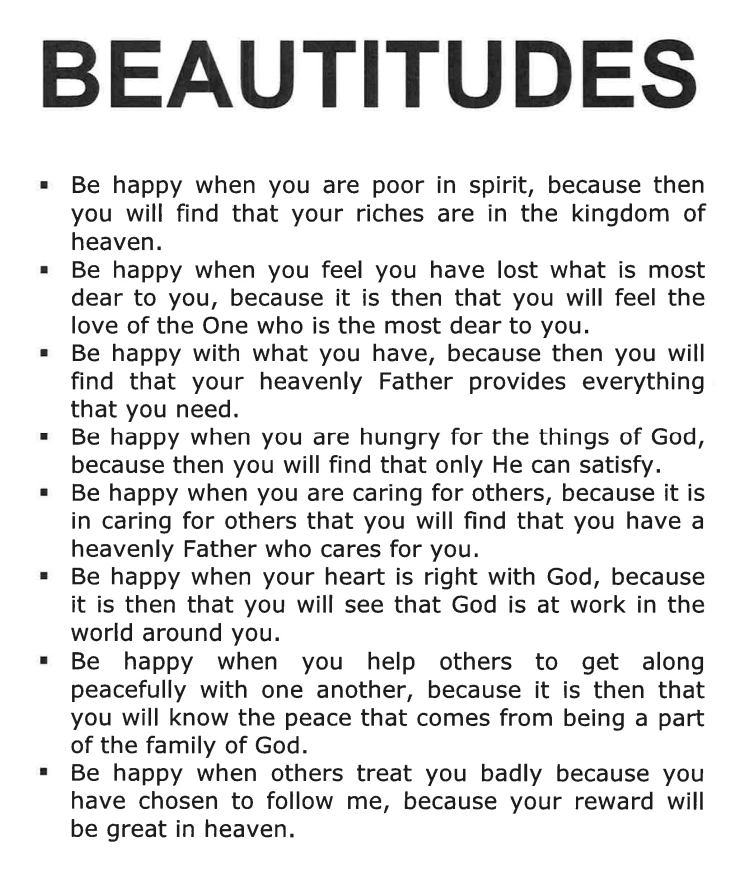 BEAUTITUDES
▪ Be happy when you are poor in spirit, because then
you will find that your riches are in the kingdom of
heaven.
▪ Be happy when you feel you have lost what is most
dear to you, because it is then that you will feel the
love of the One who is the most dear to you.
▪ Be happy with what you have, because then you will
find that your heavenly Father provides everything
that you need.
▪ Be happy when you are hungry for the things of God,
because then you will find that only He can satisfy.
▪ Be happy when you are caring for others, because it is
in caring for others that you will find that you have a
heavenly Father who cares for you.
▪ Be happy when your heart is right with God, because
it is then that you will see that God is at work in the
world around you.
▪ Be happy when you help others to get along
peacefully with one another, because it is then that
you will know the peace that comes from being a part
of the family of God.
▪ Be happy when others treat you badly because you
have chosen to follow me, because your reward will
be great in heaven.